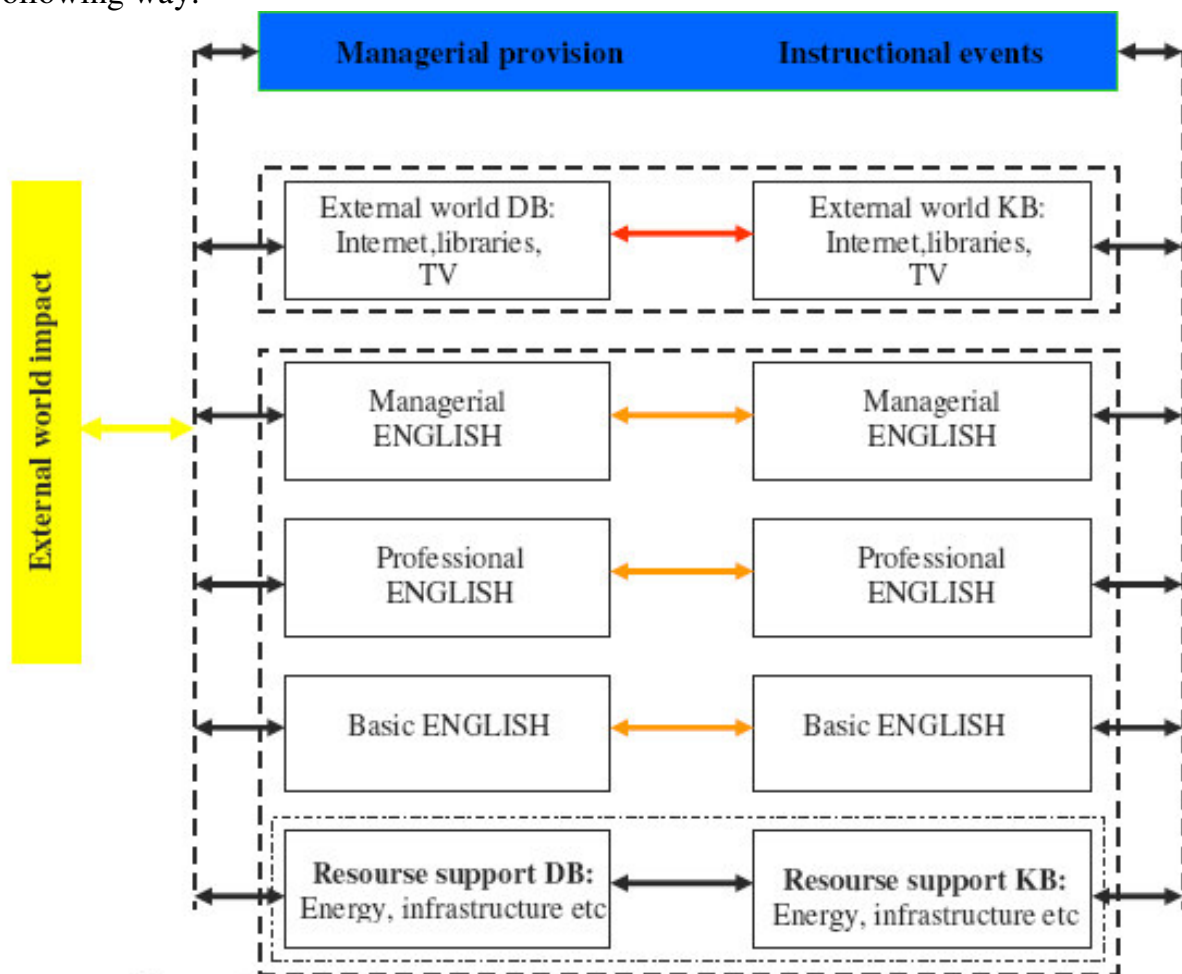 ollowing way:
Managerial provision Instructional events
External world impact
External world DB:
Internet,libraries,
TV
External world KB:
Internet,libraries,
TV
Managerial
ENGLISH
Managerial
ENGLISH
Professional
ENGLISH
Professional
ENGLISH
Basic ENGLISH
Basic ENGLISH
Resourse support DB:
Energy, infrastructure etc
Resourse support KB:
Energy, infrastructure etc